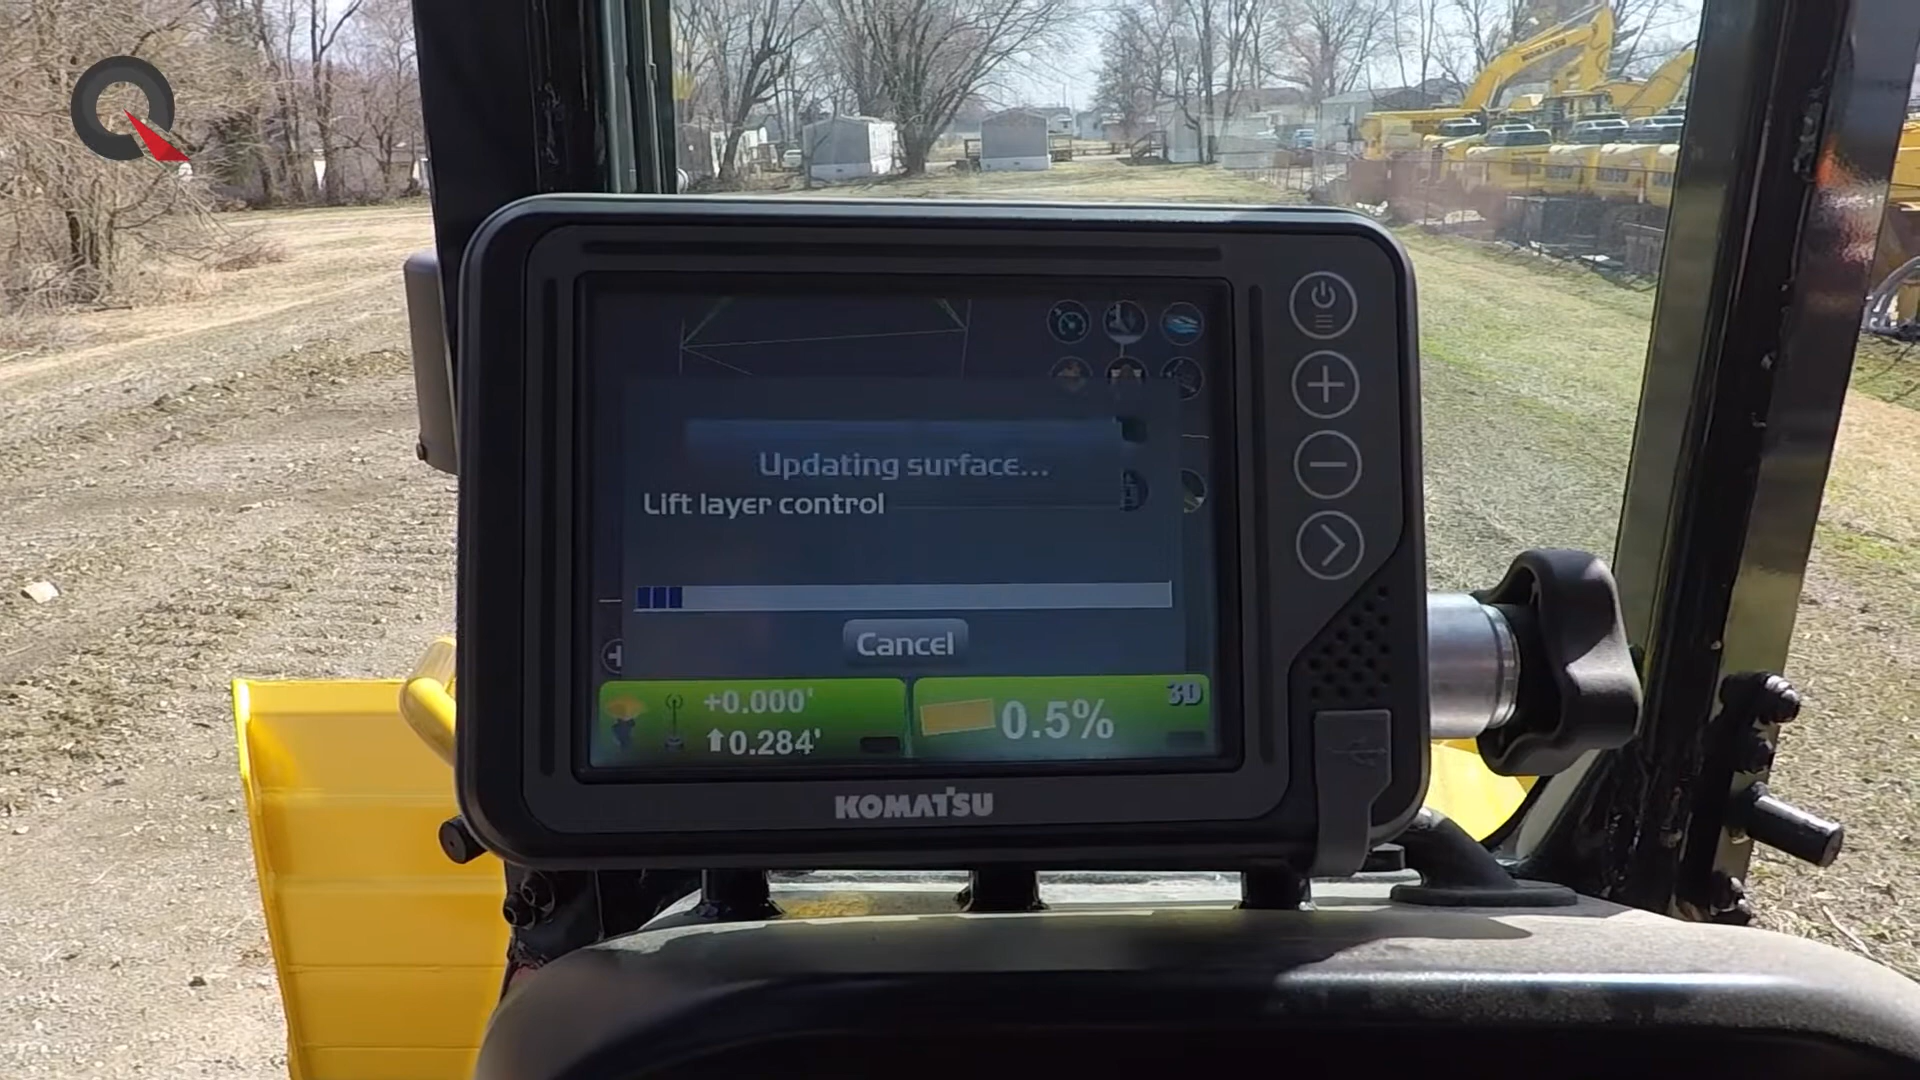 Updating surface...
Lift layer control
Cancel
+0.000'
0.284'
0.5%
3D
KOMATSU